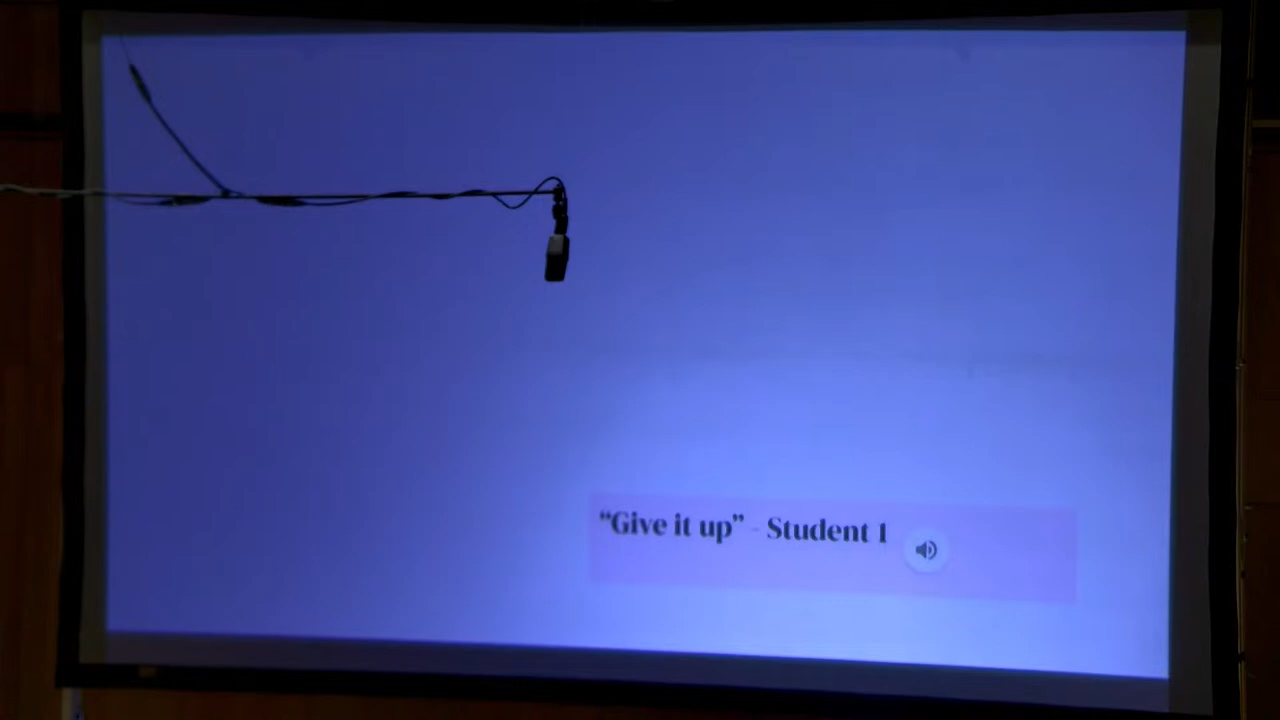 “Give it up” - Student 1